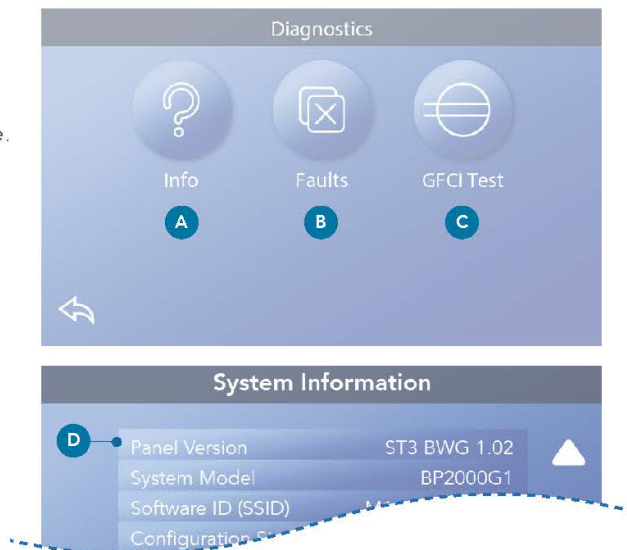 Diagnostics
e.
Info Faults GFCI Test
A B C
System Information
D
Panel Version ST3 BWG 1.02
System Model BP2000G1
Software ID (SSID)
Configuration